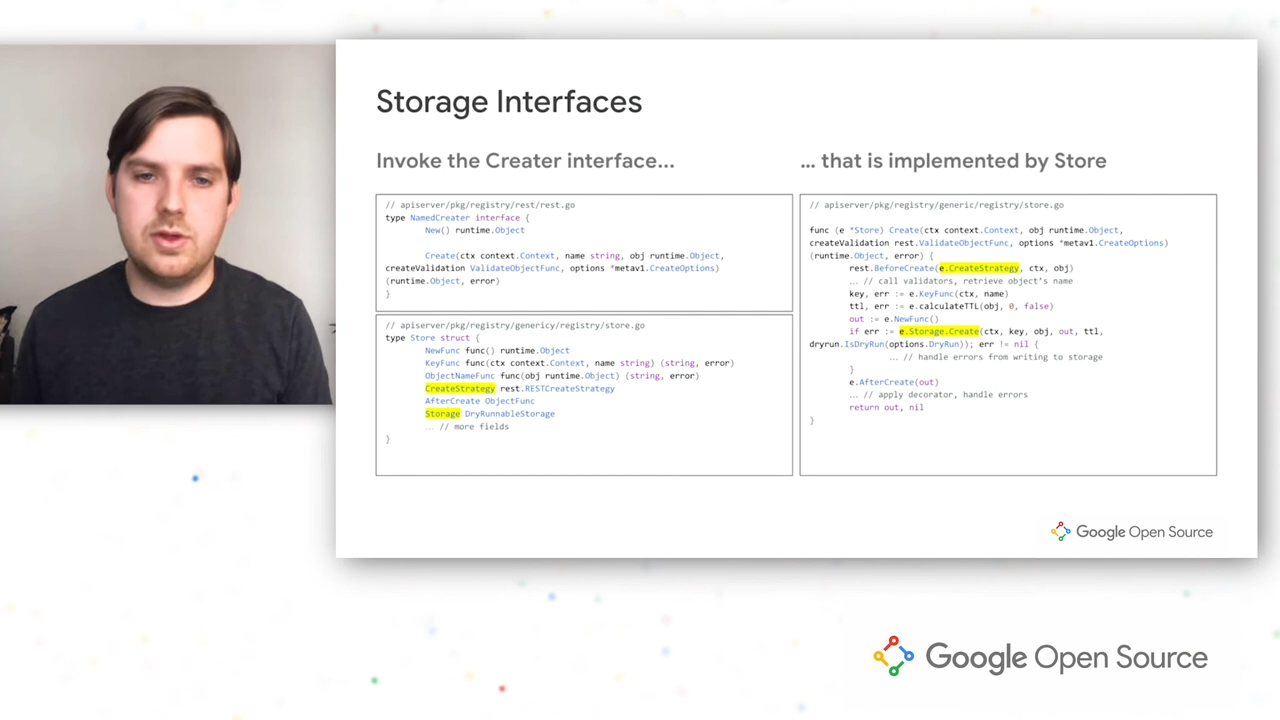 Storage Interfaces
Invoke the Creater interface...
// apiserver/pkg/registry/rest/rest.go
type NamedCreater interface {
New() runtime.Object
Create(ctx context.Context, name string, obj runtime.Object,
createValidation ValidateObjectFunc, options *metav1.CreateOptions)
(runtime.Object, error)
}
// apiserver/pkg/registry/genericy/registry/store.go
type Store struct {
NewFunc func() runtime.Object
KeyFunc func(ctx context.Context, name string) (string, error)
ObjectNameFunc func(obj runtime.Object) (string, error)
CreateStrategy rest.RESTCreateStrategy
AfterCreate ObjectFunc
Storage DryRunnableStorage
... // more fields
}
... that is implemented by Store
// apiserver/pkg/registry/generic/registry/store.go
func (e *Store) Create(ctx context.Context, obj runtime.Object,
createValidation rest.ValidateObjectFunc, options *metav1.CreateOptions)
(runtime.Object, error) {
rest.BeforeCreate(e.CreateStrategy, ctx, obj)
... // call validators, retrieve object's name
key, err := e.KeyFunc(ctx, name)
ttl, err := e.calculateTTL(obj, 0, false)
out := e.NewFunc()
if err := e.Storage.Create(ctx, key, obj, out, ttl,
dryrun.IsDryRun(options.DryRun)); err != nil {
... // handle errors from writing to storage
}
e.AfterCreate(out)
... // apply decorator, handle errors
return out, nil
}
Google Open Source
Google Open Source